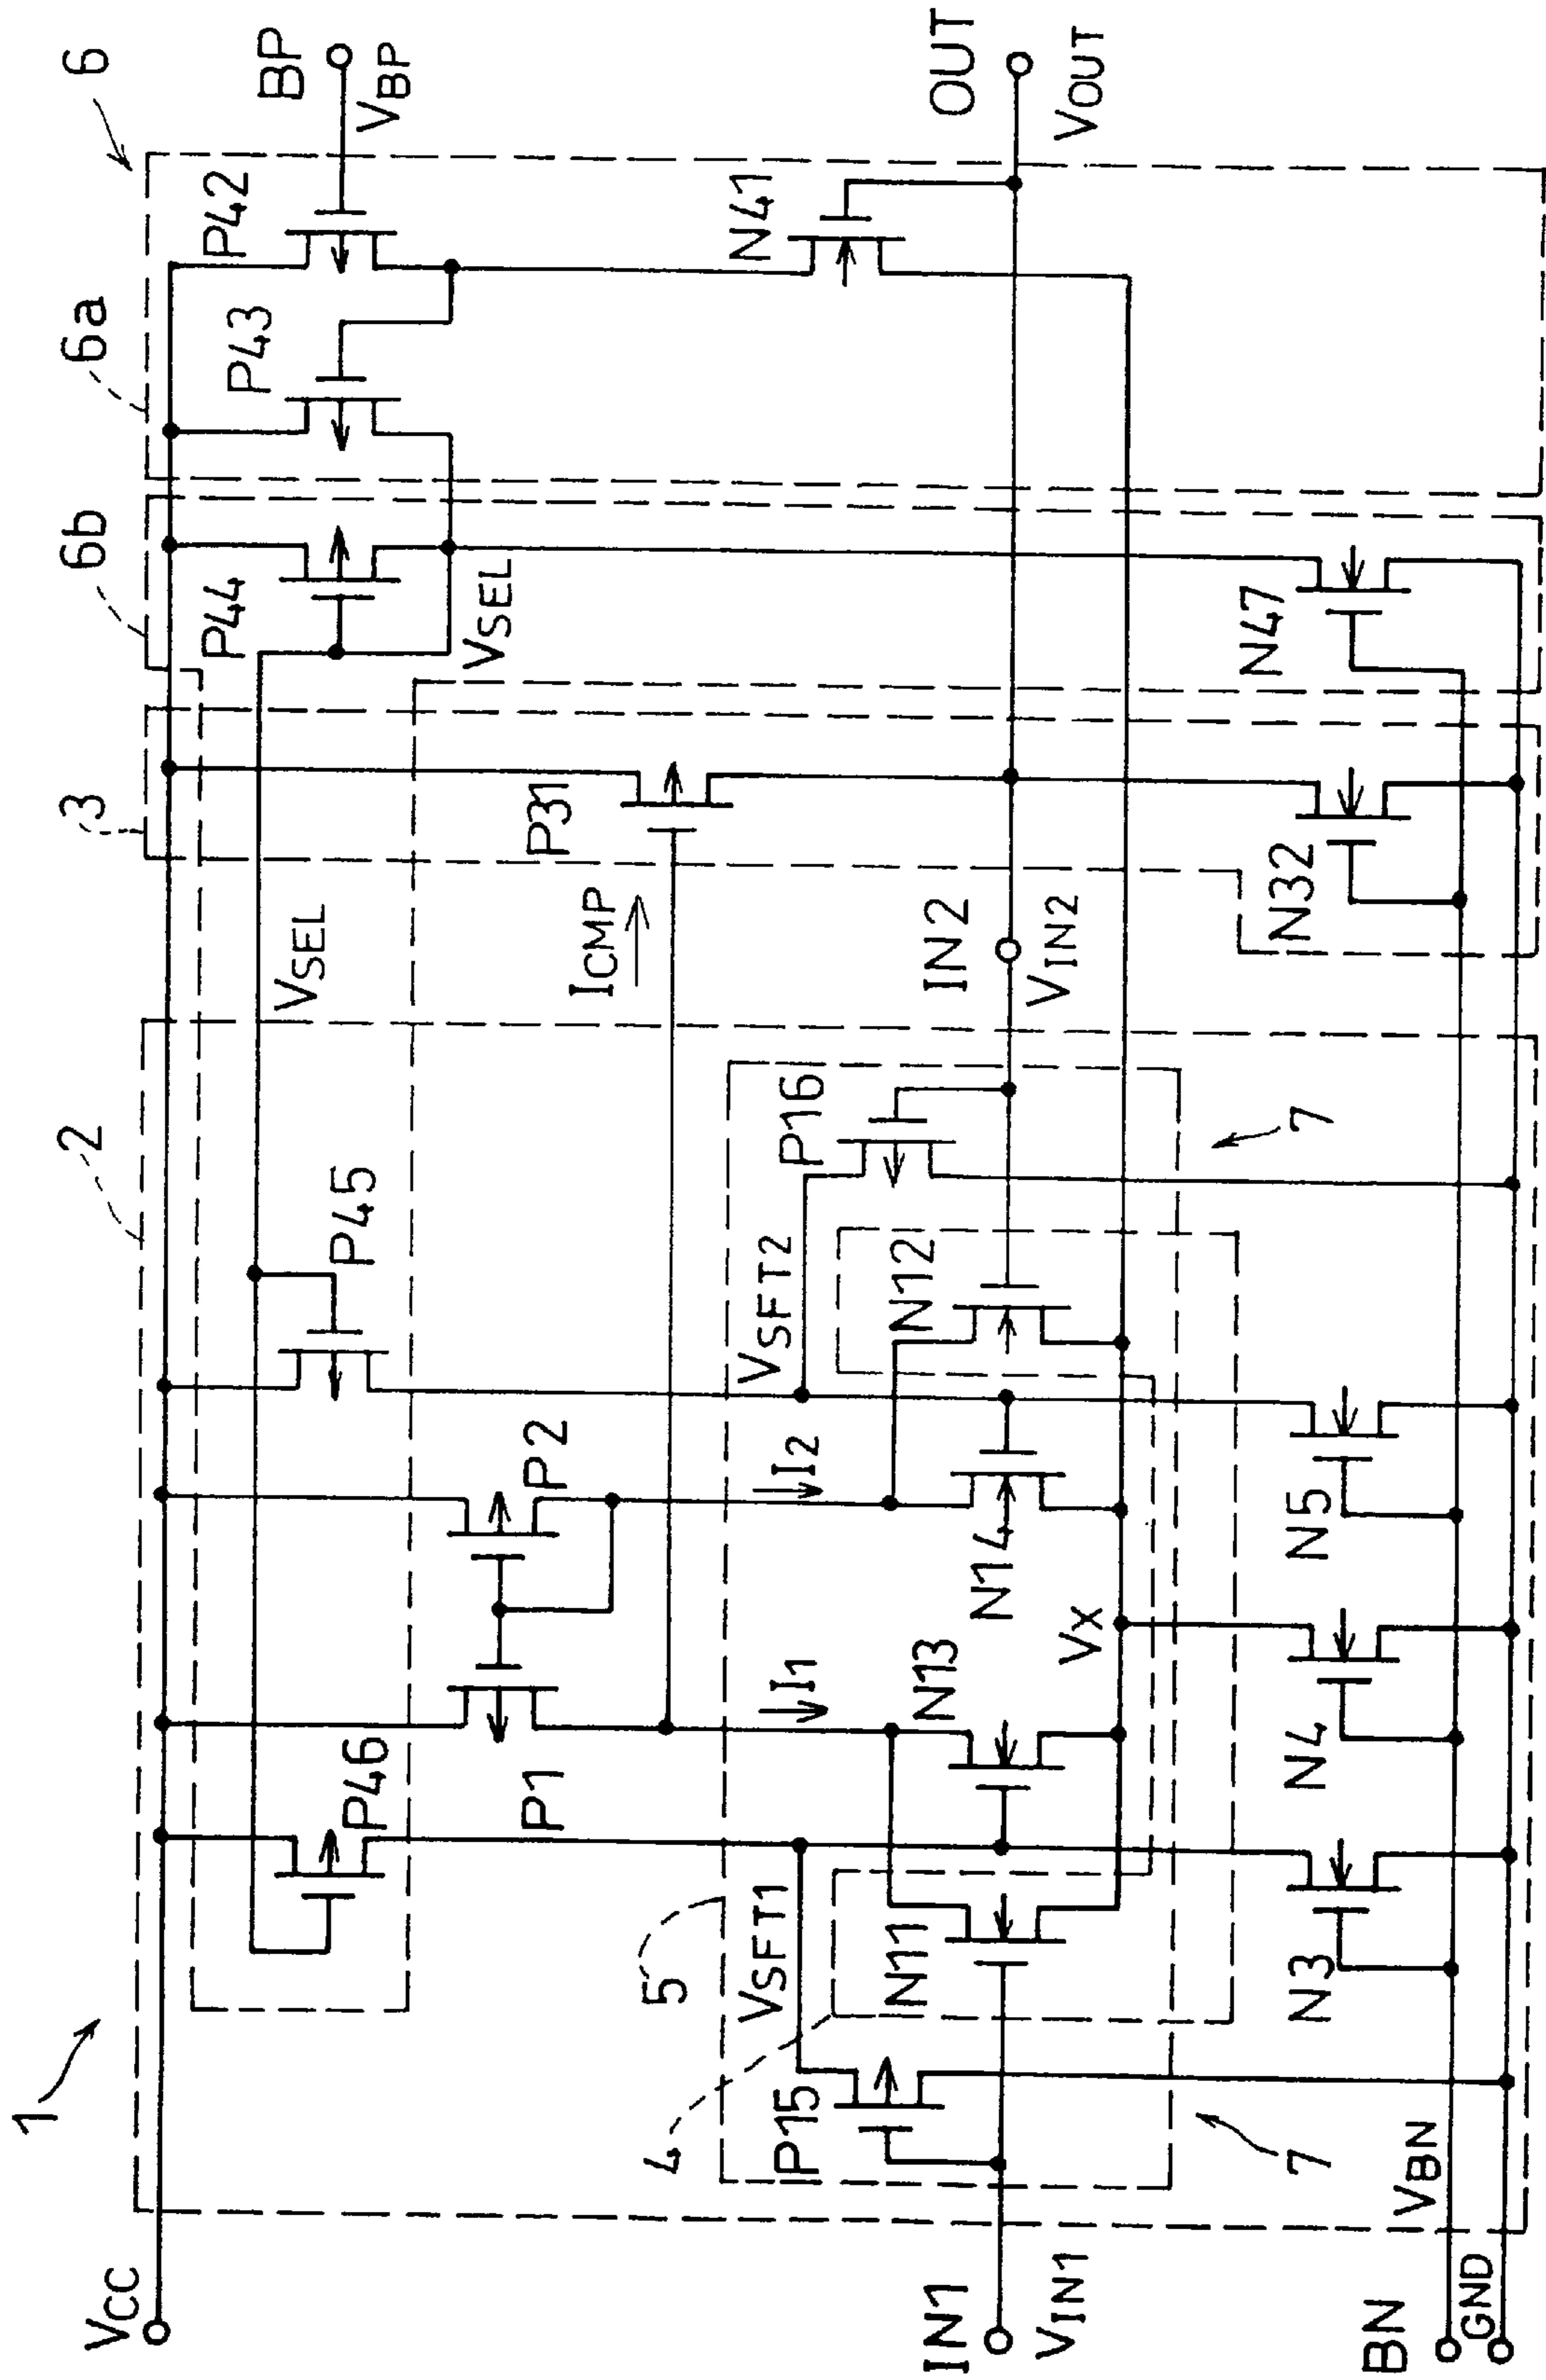 1
2
3
6b
6a
6
VCC
P46
P45
VSEL
P44
P43
P42
BP
VBP
P1
P2
VSEL
ICMP
P31
5
4
VSFT1
I1
I2
VSFT2
P15
N11
N13
N14
N12
P16
IN1
VIN1
IN2
VIN2
N41
OUT
VOUT
VX
7
7
N3
N4
N5
N32
N47
VBN
BN
GND